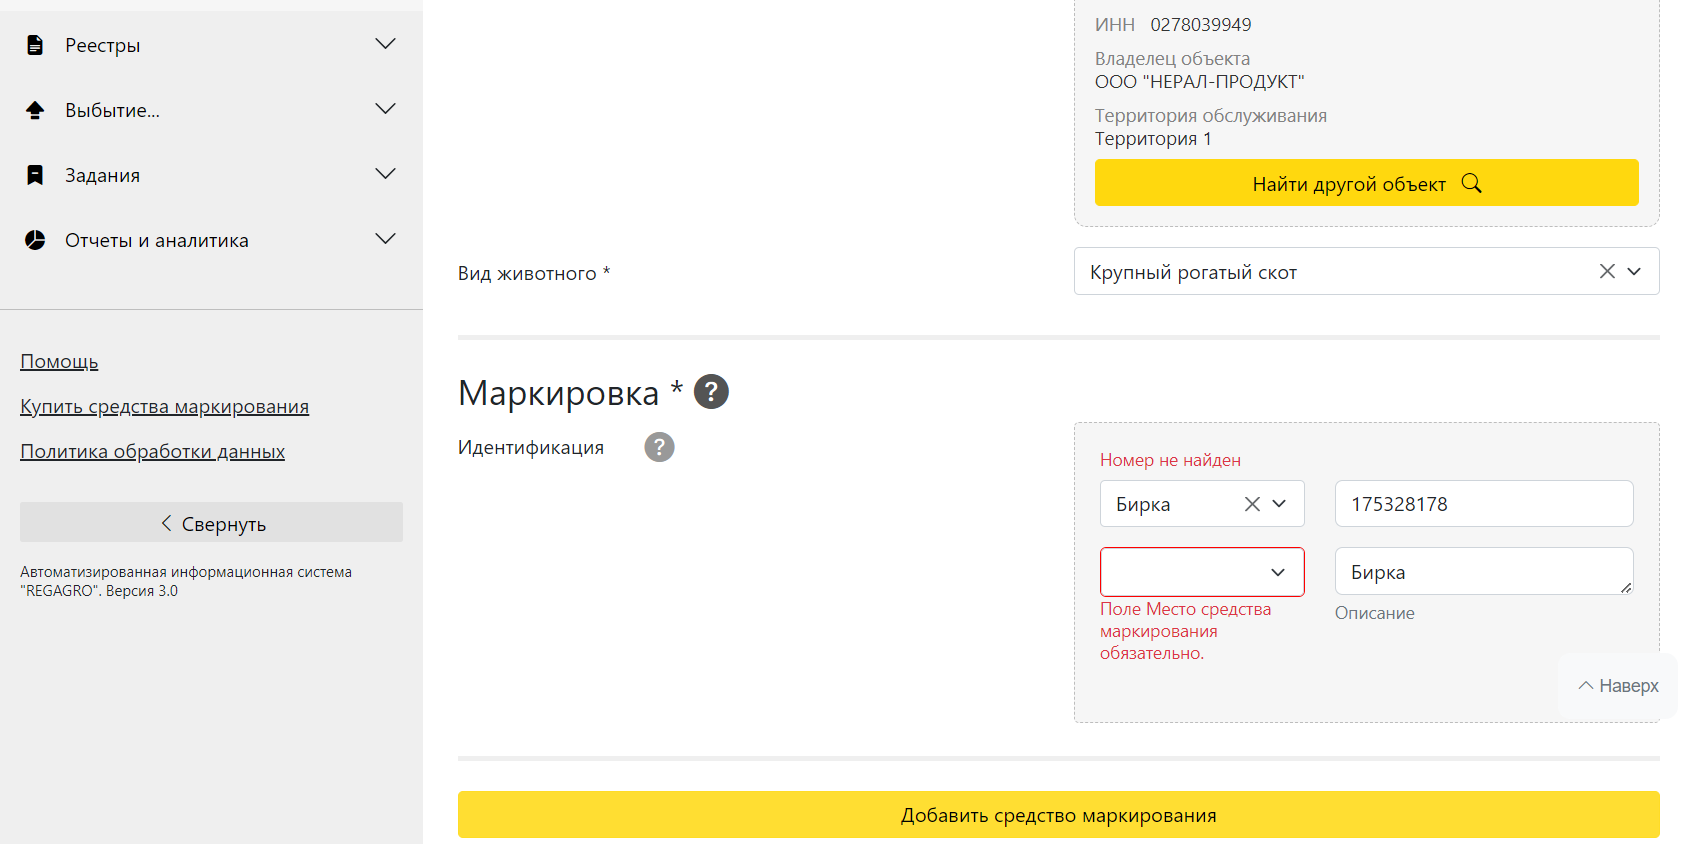 Реестры
Выбытие...
Задания
Отчеты и аналитика
Помощь
Купить средства маркирования
Политика обработки данных
Свернуть
Автоматизированная информационная система
"REGAGRO". Версия 3.0
ИНН 0278039949
Владелец объекта
ООО "НЕРАЛ-ПРОДУКТ"
Территория обслуживания
Территория 1
Найти другой объект
Вид животного *
Крупный рогатый скот
Маркировка * ?
Идентификация ?
Номер не найден
Бирка 175328178
Бирка
Поле Место средства
маркирования
обязательно.
Описание
Наверх
Добавить средство маркирования